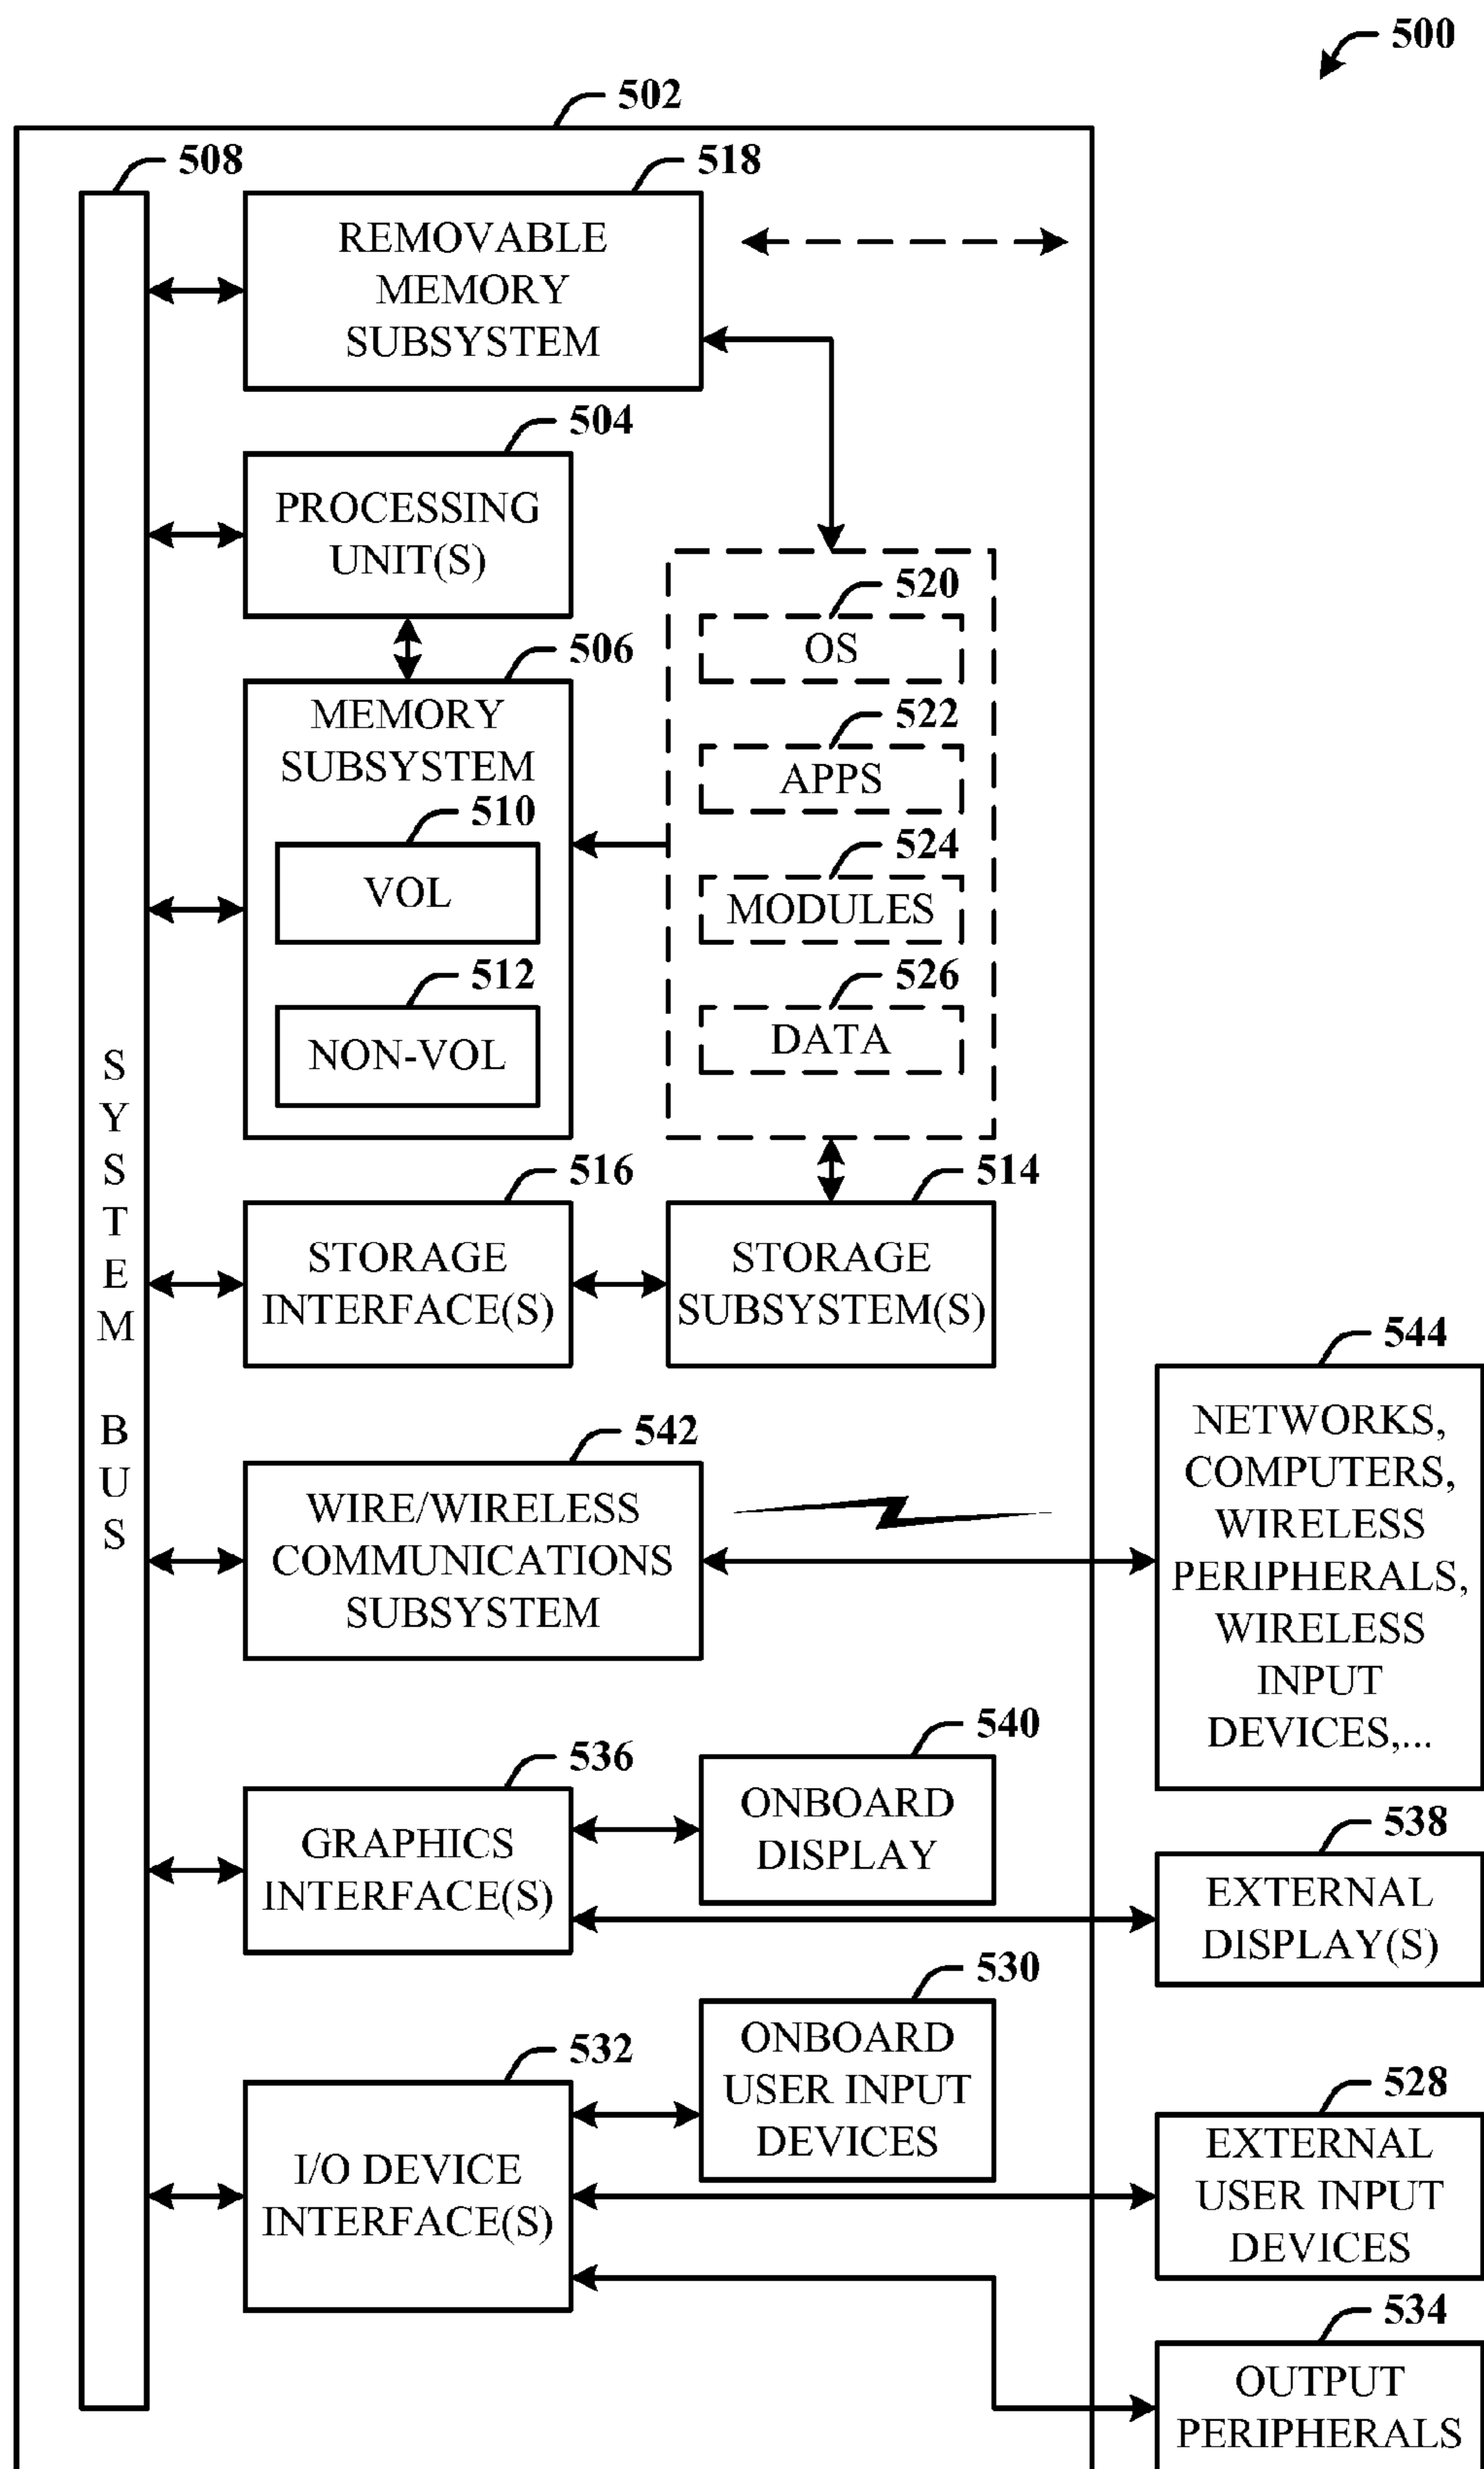 500
502
508
518
REMOVABLE
MEMORY
SUBSYSTEM
504
PROCESSING
UNIT(S)
506
MEMORY
SUBSYSTEM
510
VOL
512
NON-VOL
520
OS
522
APPS
524
MODULES
526
DATA
SYSTEM BUS
516
STORAGE
INTERFACE(S)
514
STORAGE
SUBSYSTEM(S)
542
WIRE/WIRELESS
COMMUNICATIONS
SUBSYSTEM
544
NETWORKS,
COMPUTERS,
WIRELESS
PERIPHERALS,
WIRELESS
INPUT
DEVICES,...
536
GRAPHICS
INTERFACE(S)
540
ONBOARD
DISPLAY
538
EXTERNAL
DISPLAY(S)
532
I/O DEVICE
INTERFACE(S)
530
ONBOARD
USER INPUT
DEVICES
528
EXTERNAL
USER INPUT
DEVICES
534
OUTPUT
PERIPHERALS